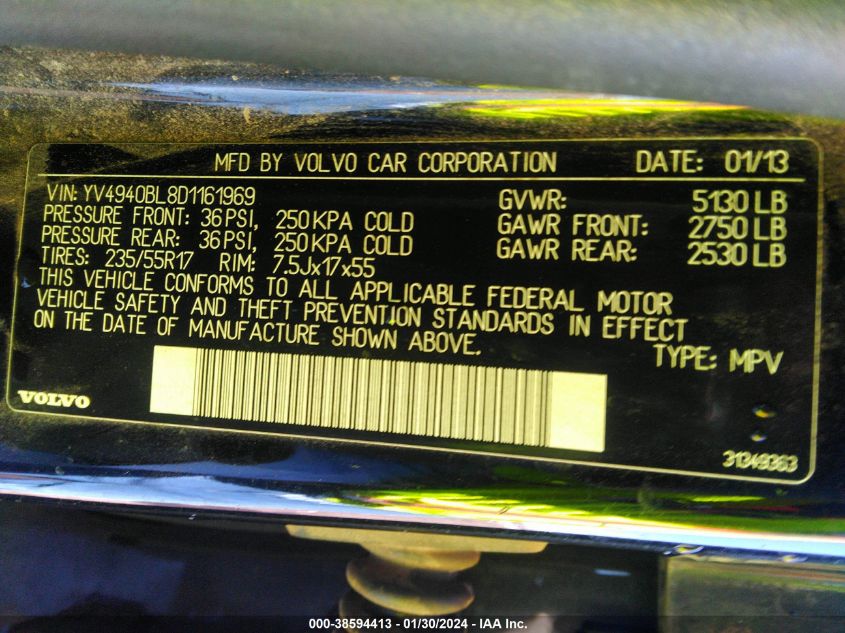 MFD BY VOLVO CAR CORPORATION DATE: 01/13
VIN: YV4940BL8D1161969
PRESSURE FRONT: 36 PSI, 250 KPA COLD
PRESSURE REAR: 36 PSI, 250 KPA COLD
TIRES: 235/55R17 RIM: 7.5Jx17x55
GVWR: 5130 LB
GAWR FRONT: 2750 LB
GAWR REAR: 2530 LB
THIS VEHICLE CONFORMS TO ALL APPLICABLE FEDERAL MOTOR
VEHICLE SAFETY AND THEFT PREVENTION STANDARDS IN EFFECT
ON THE DATE OF MANUFACTURE SHOWN ABOVE.
TYPE: MPV
VOLVO
31349363
000-38594413 - 01/30/2024 - IAA Inc.